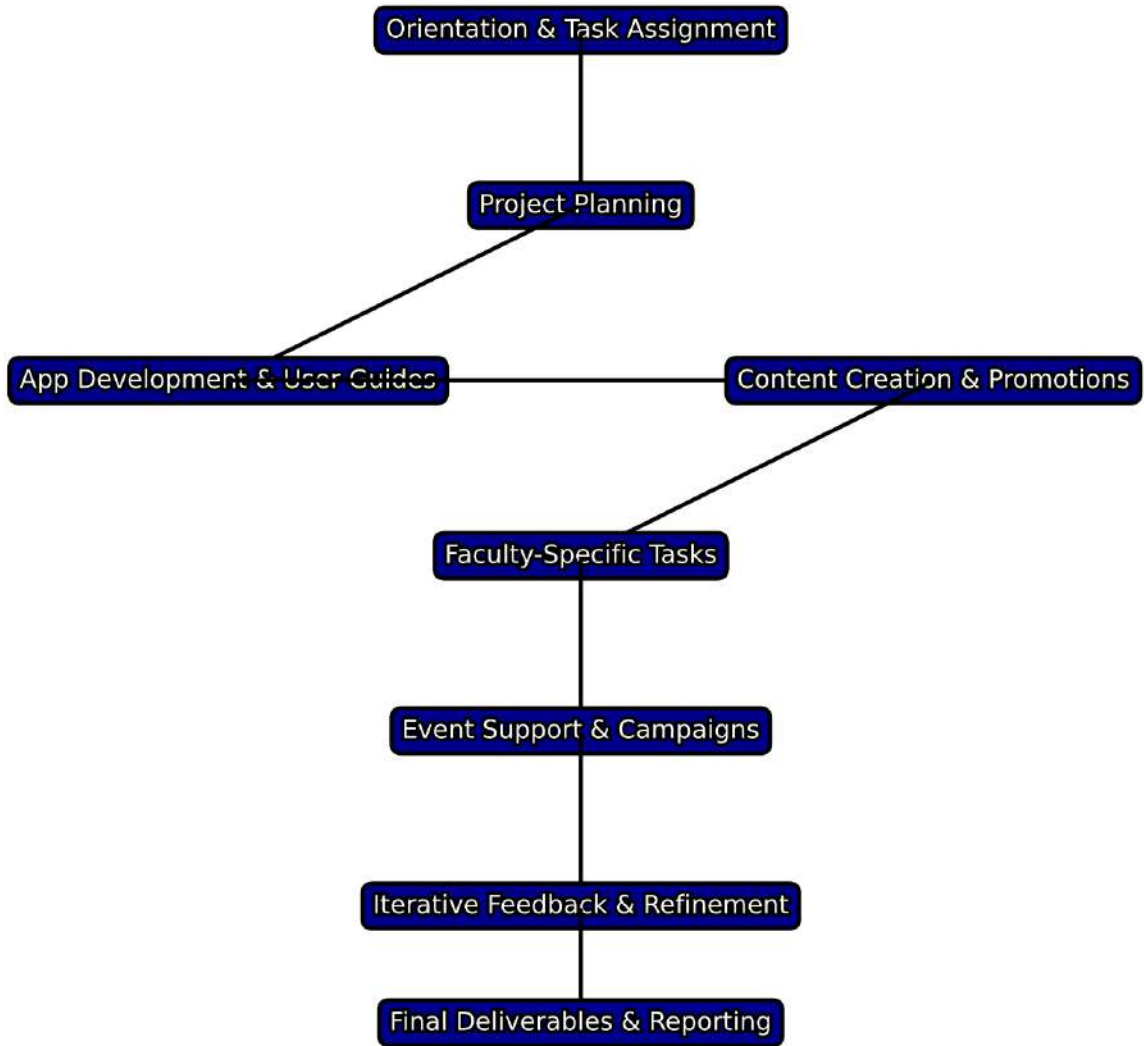 Orientation & Task Assignment
Project Planning
App Development & User Guides
Content Creation & Promotions
Faculty-Specific Tasks
Event Support & Campaigns
Iterative Feedback & Refinement
Final Deliverables & Reporting